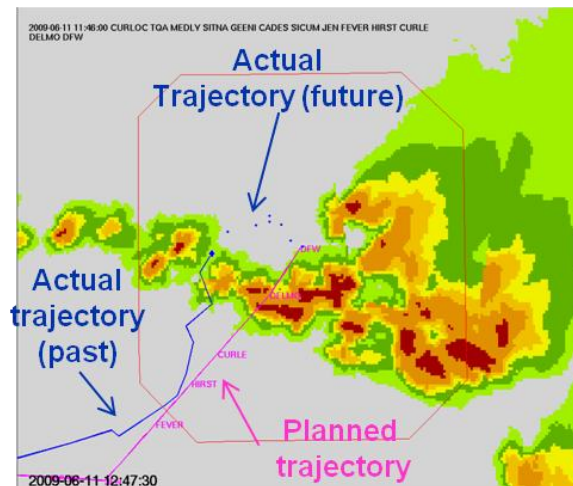 2009-06-11 11:46:00 CURLOC TQA MEDLY SITNA GEENI CADES SICUM JEN FEVER HIRST CURLE
DELMO DFW
Actual
Trajectory (future)
DFW
DELMO
Actual
trajectory
(past)
CURLE
HIRST
FEVER
Planned
trajectory
2009-06-11 12:47:30